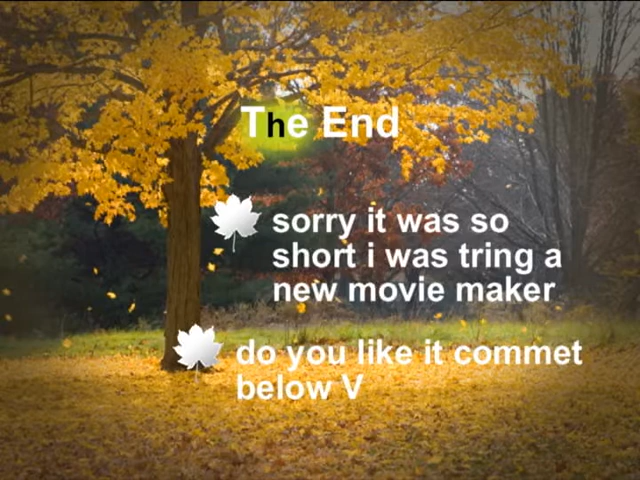 The End
sorry it was so
short i was tring a
new movie maker
do you like it commet
below V